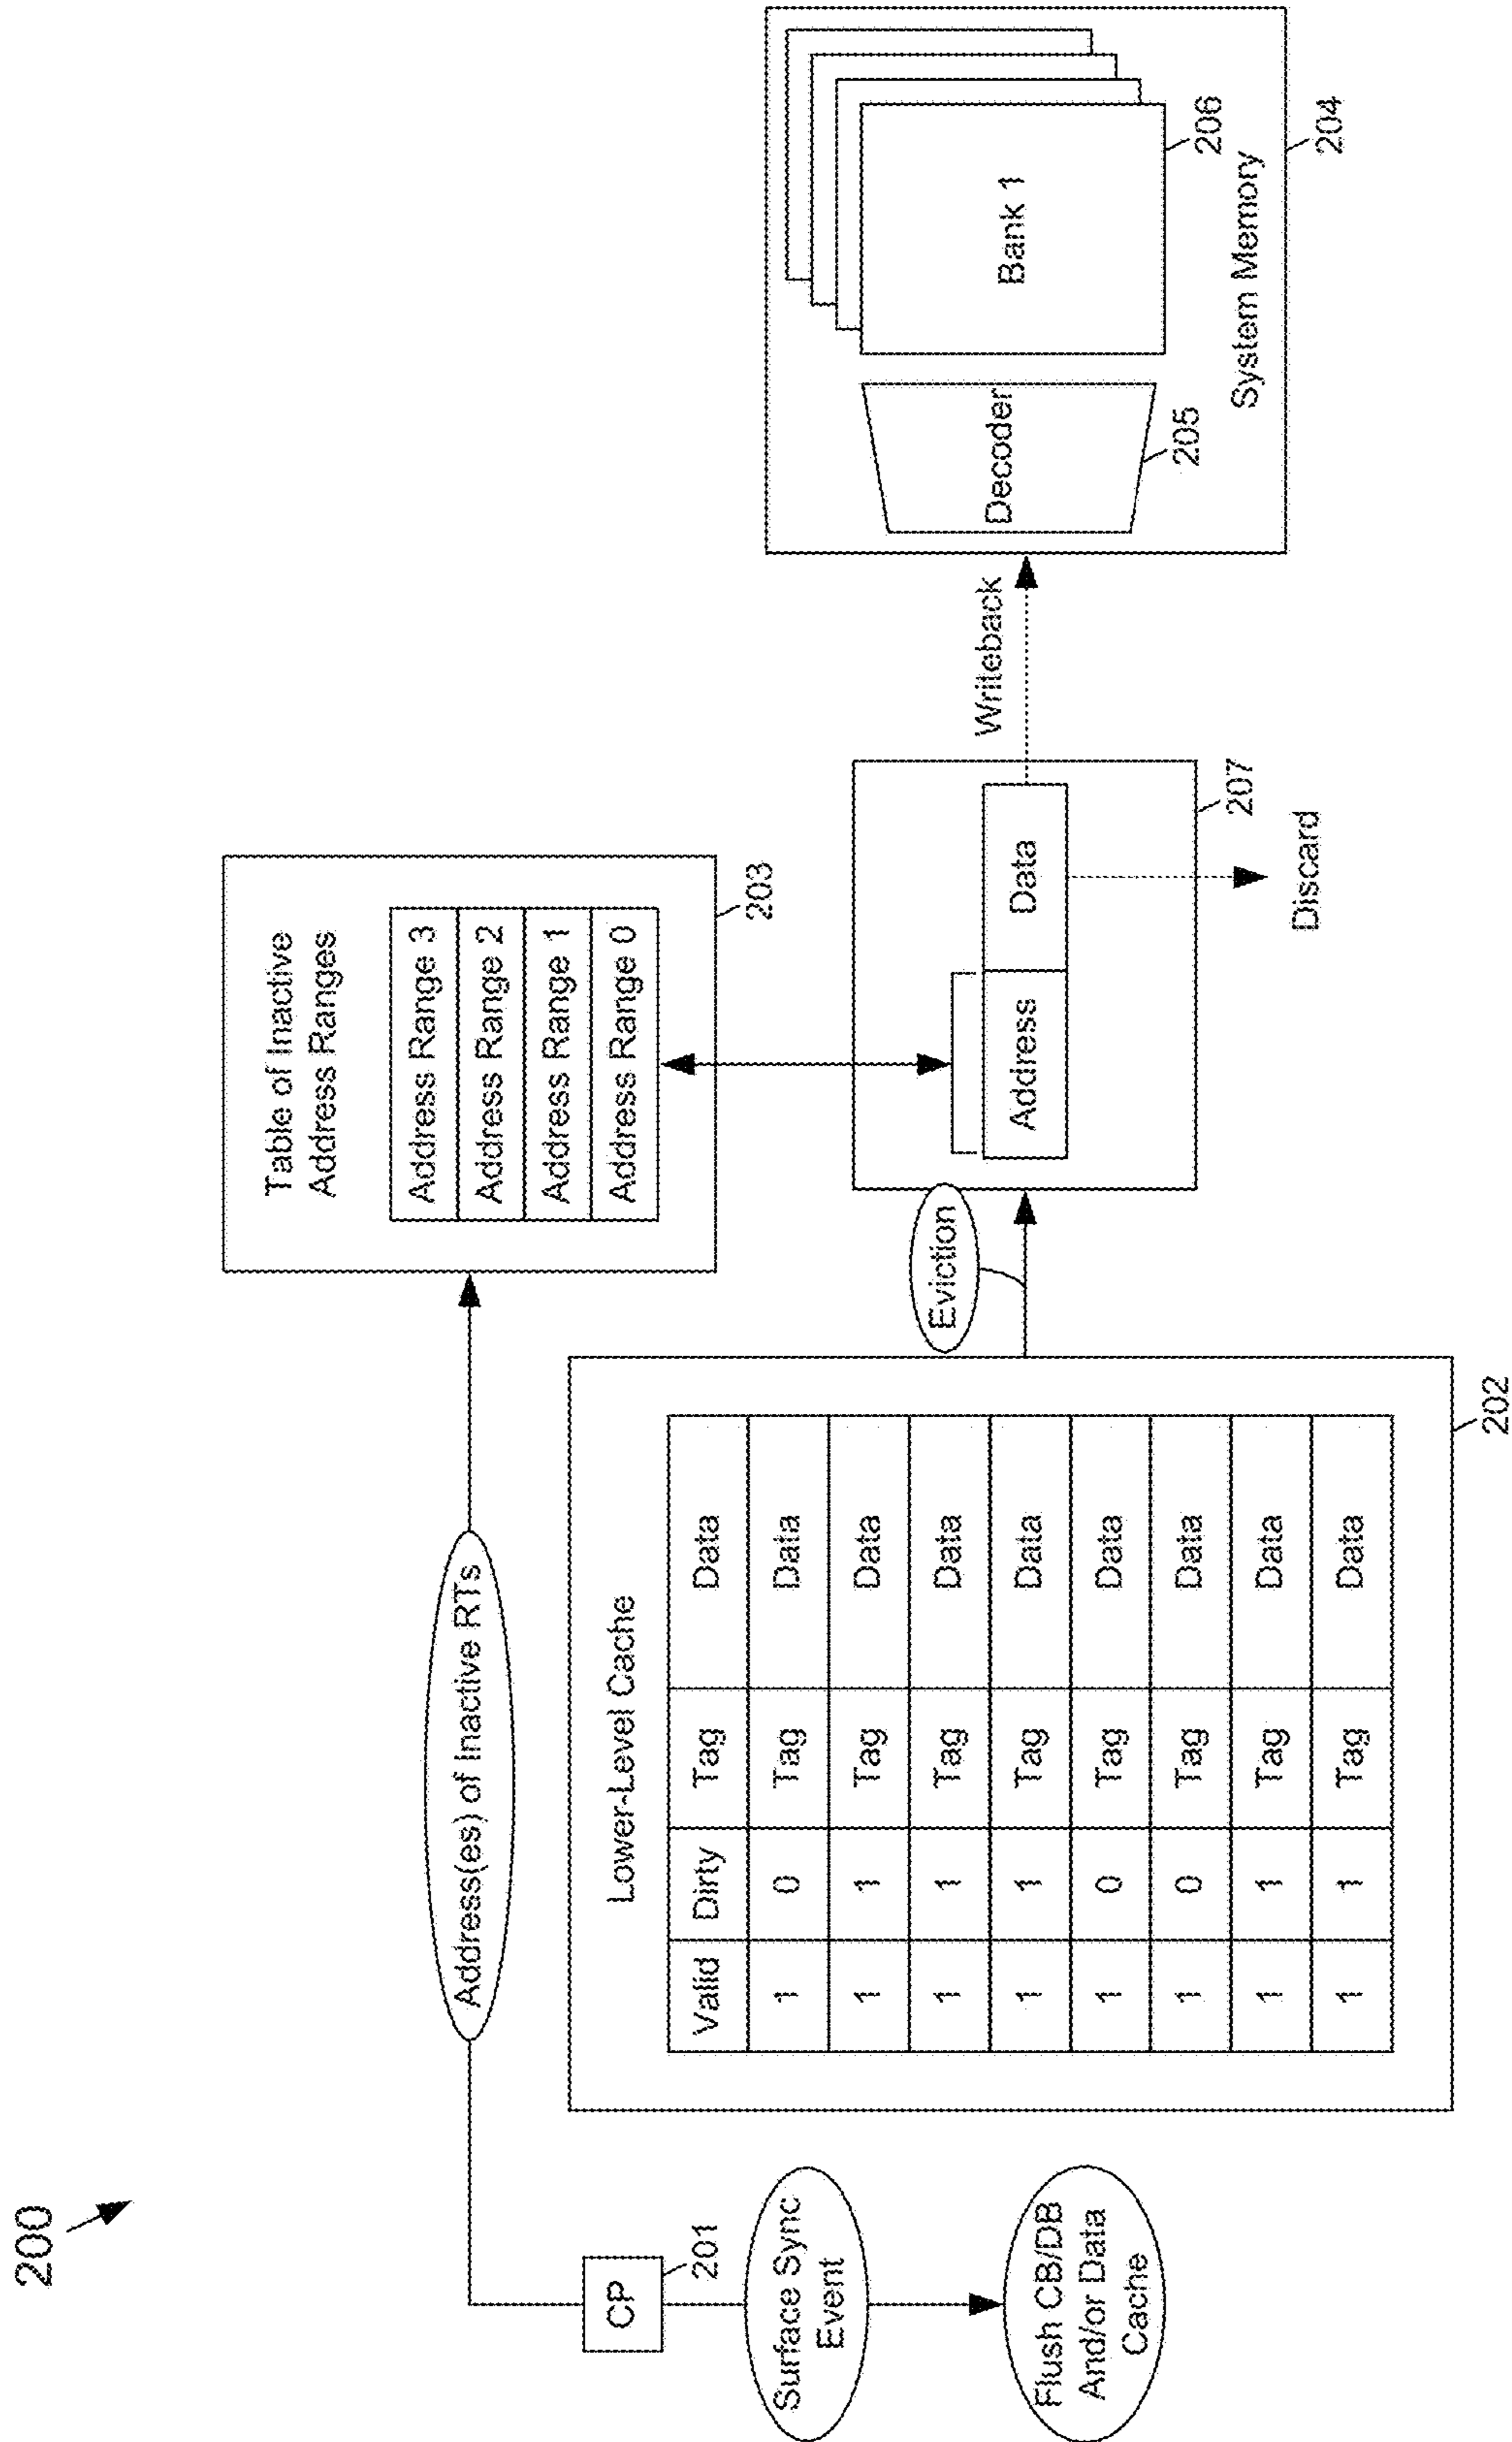 200
CP
201
Surface Sync
Event
Flush CB/DB
And/or Data
Cache
Address(es) of Inactive RTs
Lower-Level Cache
Valid Dirty Tag Data
1 0 Tag Data
1 1 Tag Data
1 1 Tag Data
1 1 Tag Data
1 0 Tag Data
1 0 Tag Data
1 1 Tag Data
1 1 Tag Data
202
Table of Inactive
Address Ranges
Address Range 3
Address Range 2
Address Range 1
Address Range 0
203
Eviction
Address Data
207
Discard
Writeback
Decoder
205
Bank 1
206
System Memory
204